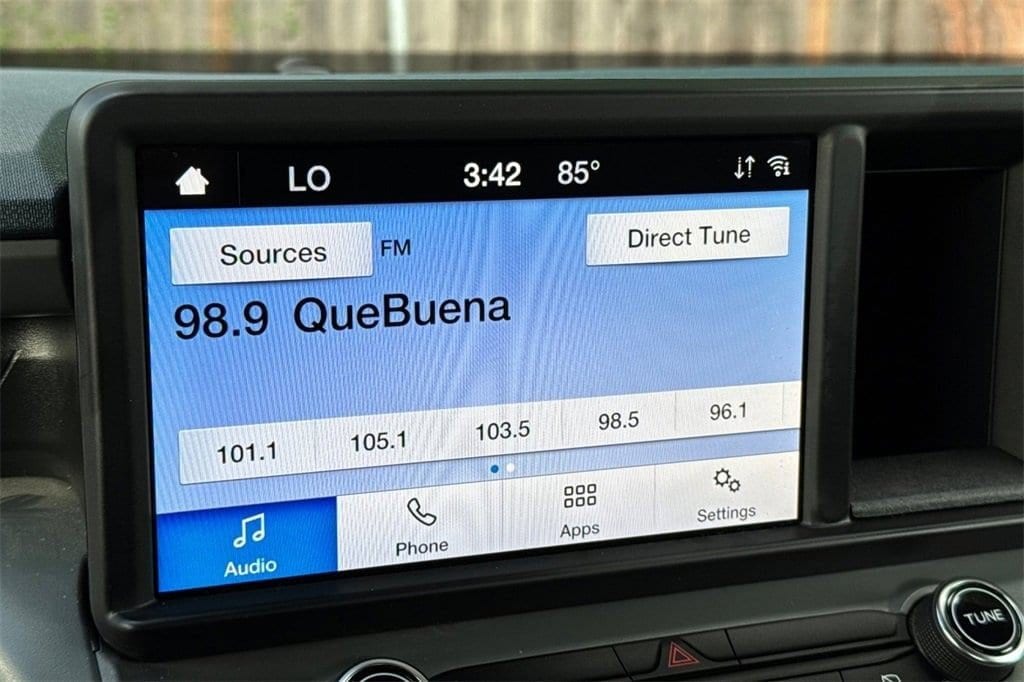 LO 3:42 85°
Sources FM Direct Tune
98.9 QueBuena
101.1 105.1 103.5 98.5 96.1
Audio Phone Apps Settings
TUNE